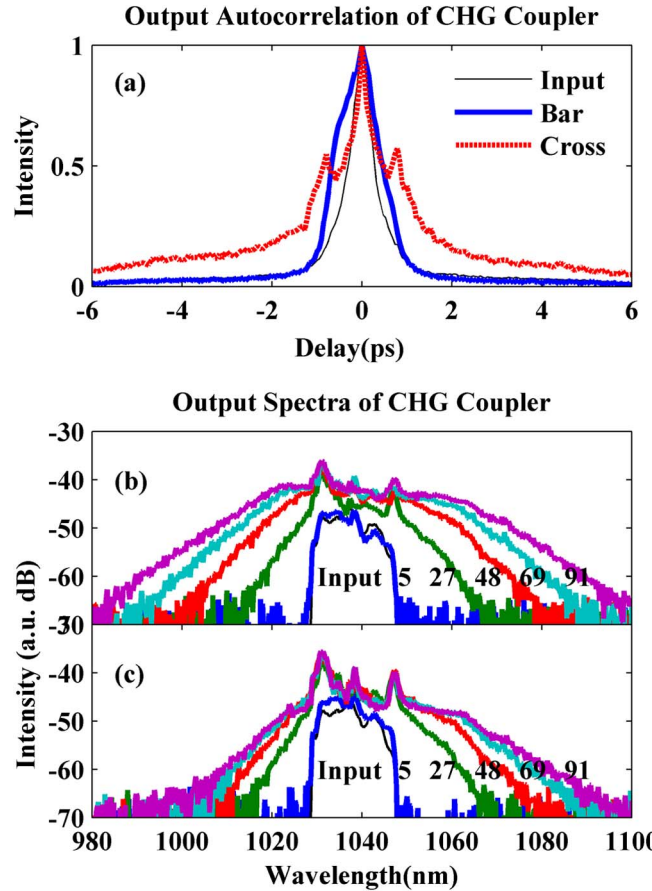 Output Autocorrelation of CHG Coupler
1
(a)
Input
Bar
Cross
Intensity
0.5
0
-6 -4 -2 0 2 4 6
Delay(ps)
Output Spectra of CHG Coupler
-30
(b)
-40
-50
-60
Input 5 27 48 69 91
-30
Intensity (a.u. dB)
(c)
-40
-50
-60
Input 5 27 48 69 91
-70
980 1000 1020 1040 1060 1080 1100
Wavelength(nm)